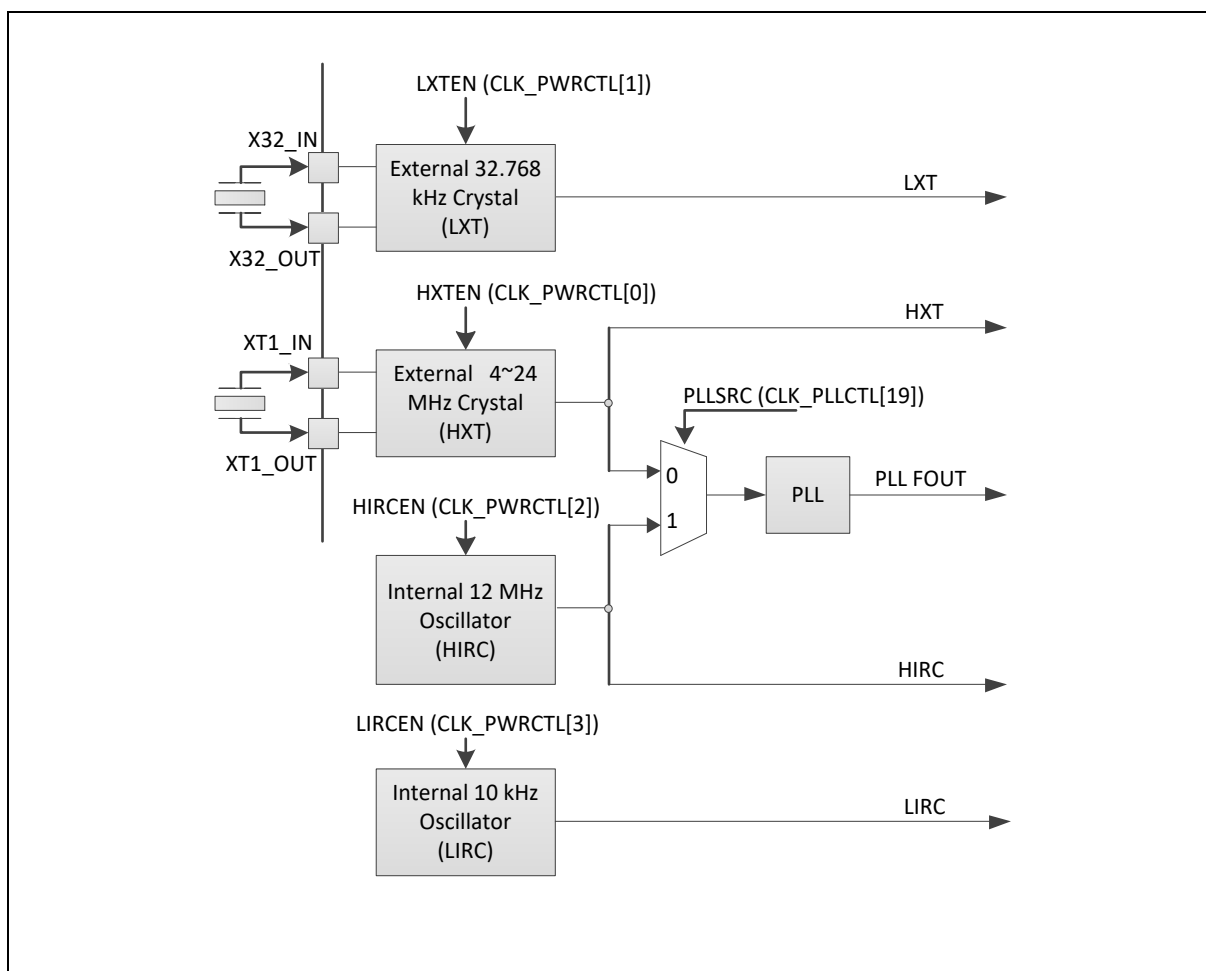 LXTEN (CLK_PWRCTL[1])
X32_IN
External 32.768
kHz Crystal
(LXT)
LXT
X32_OUT
HXTEN (CLK_PWRCTL[0])
HXT
XT1_IN
External 4~24
MHz Crystal
(HXT)
PLLSRC (CLK_PLLCTL[19])
XT1_OUT
0
PLL
PLL FOUT
1
HIRCEN (CLK_PWRCTL[2])
Internal 12 MHz
Oscillator
(HIRC)
HIRC
LIRCEN (CLK_PWRCTL[3])
Internal 10 kHz
Oscillator
(LIRC)
LIRC